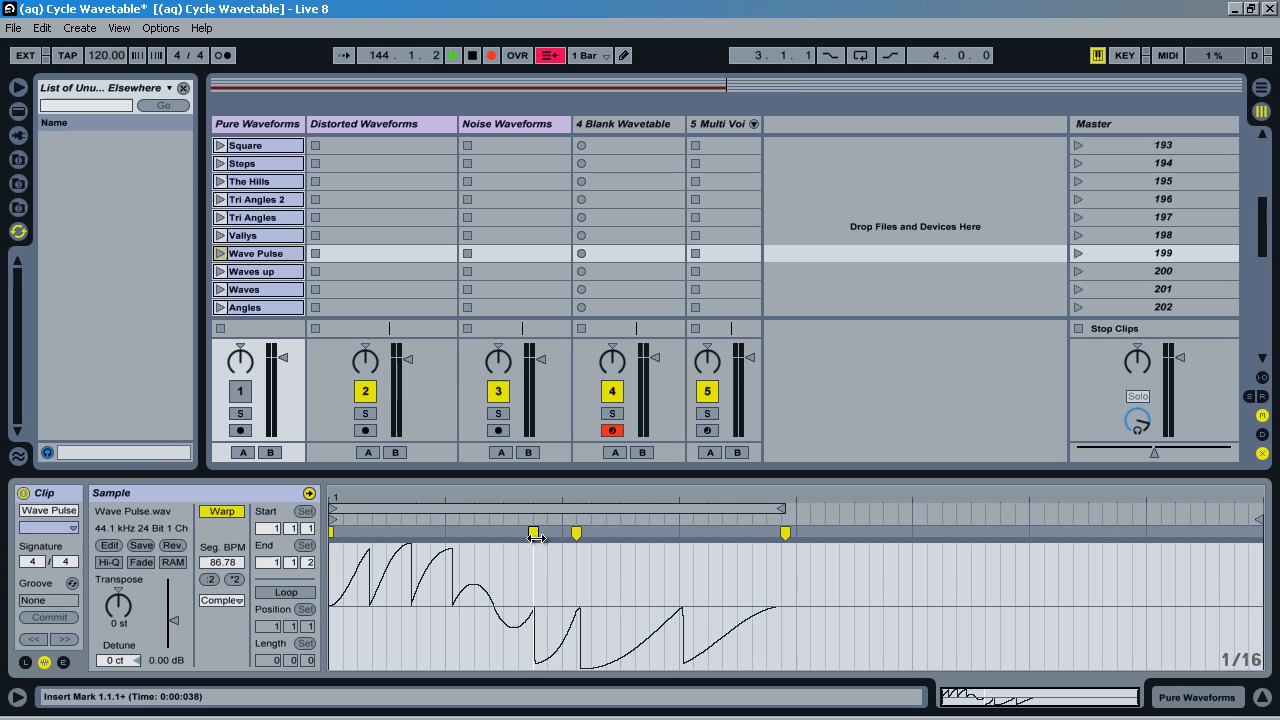 (aq) Cycle Wavetable* [(aq) Cycle Wavetable] - Live 8
File Edit Create View Options Help
EXT TAP 120.00 4 / 4 144. 1. 2 OVR 1 Bar 3. 1. 1 4. 0. 0 KEY MIDI 1 % D
List of Unu... Elsewhere
Go
Name
Pure Waveforms Distorted Waveforms Noise Waveforms 4 Blank Wavetable 5 Multi Voi Master
Square 193
Steps 194
The Hills 195
Tri Angles 2 196
Tri Angles 197
Vallys 198
Wave Pulse 199
Waves up 200
Waves 201
Angles 202
Drop Files and Devices Here
Stop Clips
1 2 3 4 5 Solo
S S S S S
A B A B A B A B A B
S R
M
D
X
Clip Sample
Wave Pulse Wave Pulse.wav Warp Start Set
44.1 kHz 24 Bit 1 Ch 1 1 1
Signature Edit Save Rev. Seg. BPM End Set
4 / 4 Hi-Q Fade RAM 86.78 1 1 2
Groove Transpose :2 *2 Loop
None Comple Position Set
Commit 0 st 1 1 1
<< >> Detune Length Set
L E 0 ct 0.00 dB 0 0 0
1
1/16
Insert Mark 1.1.1+ (Time: 0:00:038) Pure Waveforms